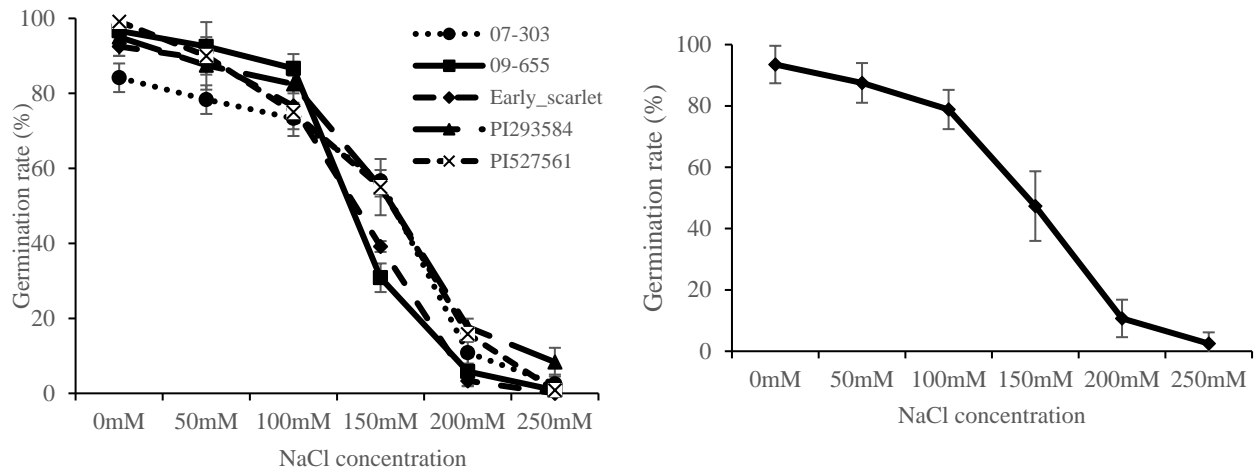 Germination rate (%)
100
80
60
40
20
0
07-303
09-655
Early_scarlet
PI293584
PI527561
0mM 50mM 100mM 150mM 200mM 250mM
NaCl concentration
Germination rate (%)
100
80
60
40
20
0
0mM 50mM 100mM 150mM 200mM 250mM
NaCl concentration